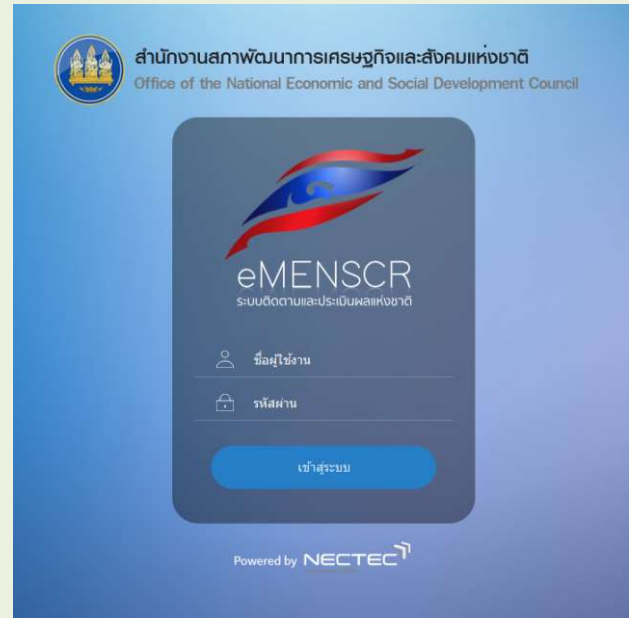 สำนักงานสภาพัฒนาการเศรษฐกิจและสังคมแห่งชาติ
Office of the National Economic and Social Development Council
eMENSCR
ระบบติดตามและประเมินผลแห่งชาติ
ชื่อผู้ใช้งาน
รหัสผ่าน
เข้าสู่ระบบ
Powered by NECTEC